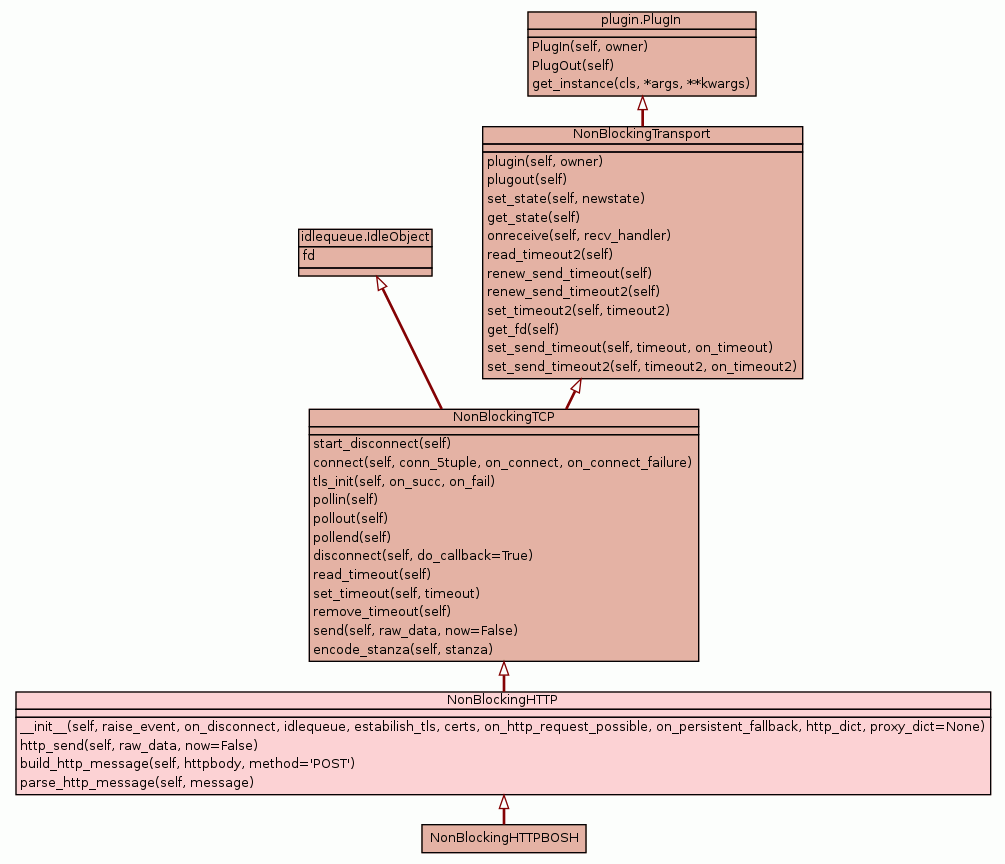 plugin.PlugIn
PlugIn(self, owner)
PlugOut(self)
get_instance(cls, *args, **kwargs)
NonBlockingTransport
plugin(self, owner)
plugout(self)
set_state(self, newstate)
get_state(self)
onreceive(self, recv_handler)
read_timeout2(self)
renew_send_timeout(self)
renew_send_timeout2(self)
set_timeout2(self, timeout2)
get_fd(self)
set_send_timeout(self, timeout, on_timeout)
set_send_timeout2(self, timeout2, on_timeout2)
idlequeue.IdleObject
fd
NonBlockingTCP
start_disconnect(self)
connect(self, conn_5tuple, on_connect, on_connect_failure)
tls_init(self, on_succ, on_fail)
pollin(self)
pollout(self)
pollend(self)
disconnect(self, do_callback=True)
read_timeout(self)
set_timeout(self, timeout)
remove_timeout(self)
send(self, raw_data, now=False)
encode_stanza(self, stanza)
NonBlockingHTTP
__init__(self, raise_event, on_disconnect, idlequeue, estabilish_tls, certs, on_http_request_possible, on_persistent_fallback, http_dict, proxy_dict=None)
http_send(self, raw_data, now=False)
build_http_message(self, httpbody, method='POST')
parse_http_message(self, message)
NonBlockingHTTPBOSH